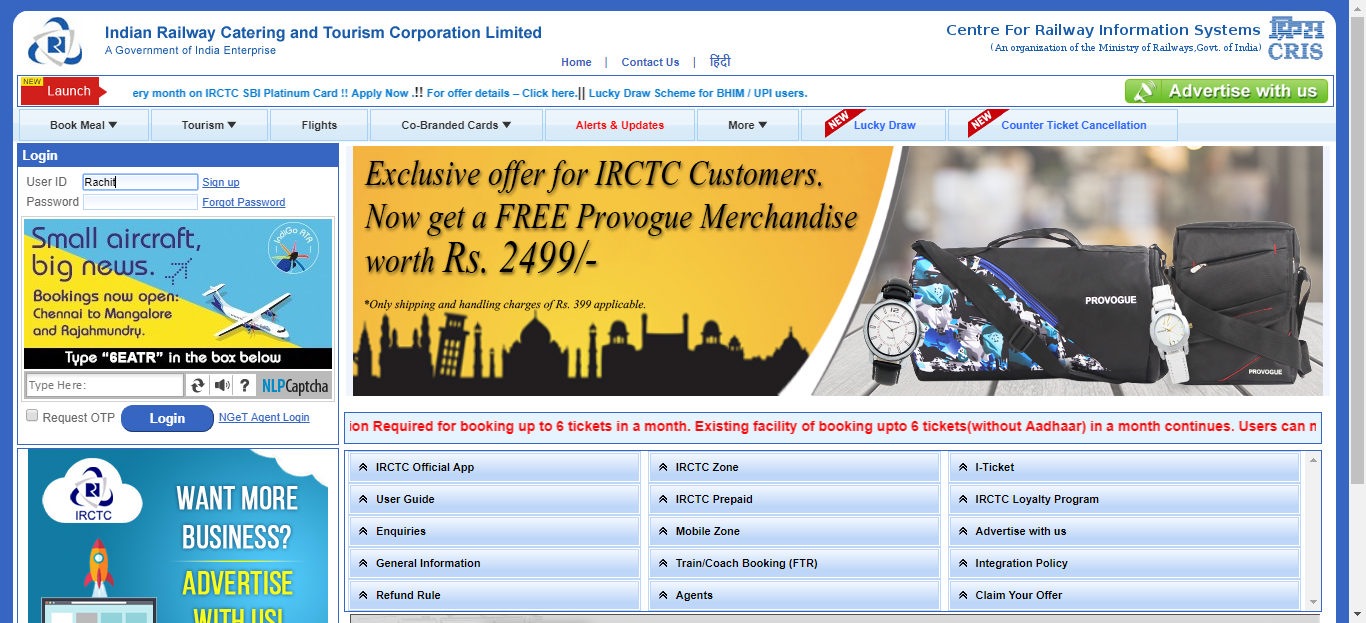 Indian Railway Catering and Tourism Corporation Limited
A Government of India Enterprise
Centre For Railway Information Systems
(An organization of the Ministry of Railways,Govt. of India)
CRIS
Home | Contact Us | हिंदी
NEW
Launch
ery month on IRCTC SBI Platinum Card !! Apply Now .!! For offer details – Click here.|| Lucky Draw Scheme for BHIM / UPI users.
Advertise with us
Book Meal Tourism Flights Co-Branded Cards Alerts & Updates More NEW Lucky Draw NEW Counter Ticket Cancellation
Login
User ID Rachit Sign up
Password Forgot Password
Small aircraft,
big news.
IndiGo ATR
Bookings now open:
Chennai to Mangalore
and Rajahmundry.
Type “6EATR” in the box below
Type Here: ? NLPCaptcha
Request OTP Login NGeT Agent Login
Exclusive offer for IRCTC Customers.
Now get a FREE Provogue Merchandise
worth Rs. 2499/-
*Only shipping and handling charges of Rs. 399 applicable.
PROVOGUE
PROVOGUE
ion Required for booking up to 6 tickets in a month. Existing facility of booking upto 6 tickets(without Aadhaar) in a month continues. Users can
IRCTC Official App IRCTC Zone I-Ticket
User Guide IRCTC Prepaid IRCTC Loyalty Program
Enquiries Mobile Zone Advertise with us
General Information Train/Coach Booking (FTR) Integration Policy
Refund Rule Agents Claim Your Offer
IRCTC
WANT MORE
BUSINESS?
ADVERTISE
WITH US!